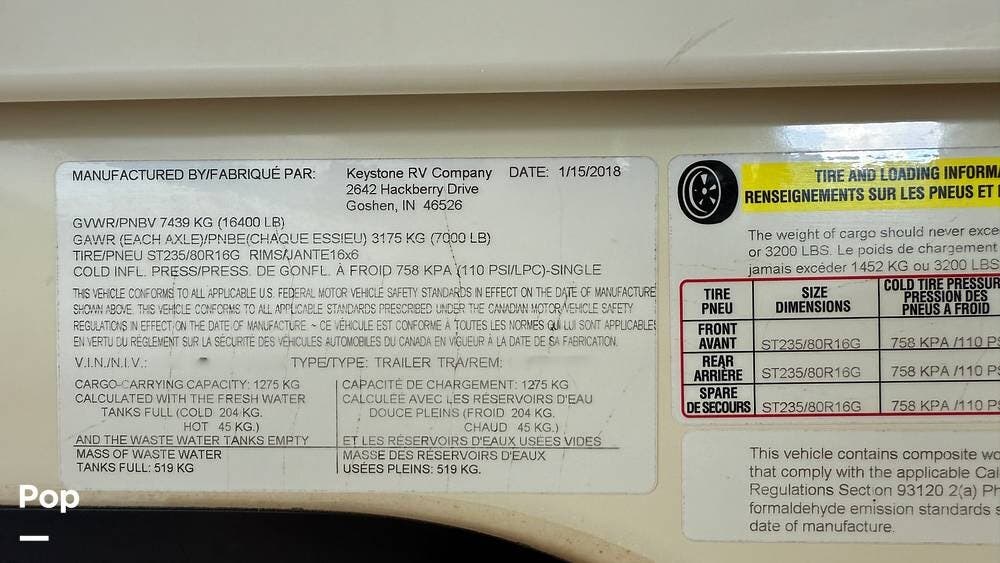 MANUFACTURED BY/FABRIQUÉ PAR: Keystone RV Company DATE: 1/15/2018
2642 Hackberry Drive
Goshen, IN 46526
GVWR/PNBV 7439 KG (16400 LB)
GAWR (EACH AXLE)/PNBE(CHAQUE ESSIEU) 3175 KG (7000 LB)
TIRE/PNEU ST235/80R16G RIMS/JANTE16x6
COLD INFL. PRESS/PRESS. DE GONFL. À FROID 758 KPA (110 PSI/LPC)-SINGLE
THIS VEHICLE CONFORMS TO ALL APPLICABLE U.S. FEDERAL MOTOR VEHICLE SAFETY STANDARDS IN EFFECT ON THE DATE OF MANUFACTURE
SHOWN ABOVE. THIS VEHICLE CONFORMS TO ALL APPLICABLE STANDARDS PRESCRIBED UNDER THE CANADIAN MOTOR VEHICLE SAFETY
REGULATIONS IN EFFECT ON THE DATE OF MANUFACTURE ~ CE VÉHICULE EST CONFORME À TOUTES LES NORMES QUI LUI SONT APPLICABLES
EN VERTU DU RÈGLEMENT SUR LA SÉCURITÉ DES VÉHICULES AUTOMOBILES DU CANADA EN VIGUEUR À LA DATE DE SA FABRICATION.
V.I.N./N.I.V.: TYPE/TYPE: TRAILER TRA/REM:
CARGO-CARRYING CAPACITY: 1275 KG
CALCULATED WITH THE FRESH WATER
TANKS FULL (COLD 204 KG.
HOT 45 KG.)
AND THE WASTE WATER TANKS EMPTY
MASS OF WASTE WATER
TANKS FULL: 519 KG
CAPACITÉ DE CHARGEMENT: 1275 KG
CALCULÉE AVEC LES RÉSERVOIRS D'EAU
DOUCE PLEINS (FROID 204 KG.
CHAUD 45 KG.)
ET LES RÉSERVOIRS D'EAUX USÉES VIDES
MASSE DES RÉSERVOIRS D'EAUX
USÉES PLEINS: 519 KG.
TIRE AND LOADING INFORMA
RENSEIGNEMENTS SUR LES PNEUS ET
The weight of cargo should never exce
or 3200 LBS. Le poids de chargement
jamais excéder 1452 KG ou 3200 LBS
TIRE PNEU SIZE DIMENSIONS COLD TIRE PRESSUR PRESSION DES PNEUS A FROID
FRONT AVANT ST235/80R16G 758 KPA /110 PS
REAR ARRIÈRE ST235/80R16G 758 KPA /110 PS
SPARE DE SECOURS ST235/80R16G 758 KPA /110 PS
This vehicle contains composite wo
that comply with the applicable Cal
Regulations Section 93120 2(a) Ph
formaldehyde emission standards s
date of manufacture.
Pop